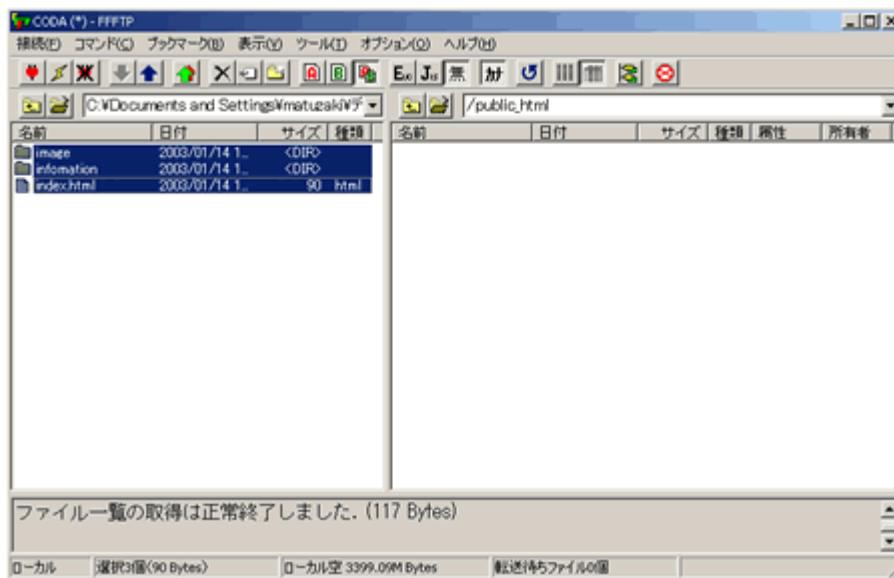 CODA (*) - FFFTP
接続(F) コマンド(C) ブックマーク(B) 表示(V) ツール(T) オプション(O) ヘルプ(H)
A B 無 ｶﾅ
C:¥Documents and Settings¥matuzaki¥デ /public_html
名前 日付 サイズ 種類 名前 日付 サイズ 種類 属性 所有者
image 2003/01/14 1... <DIR>
infomation 2003/01/14 1... <DIR>
index.html 2003/01/14 1... 90 html
ファイル一覧の取得は正常終了しました. (117 Bytes)
ローカル 選択3個(90 Bytes) ローカル空 3399.09M Bytes 転送待ちファイル0個